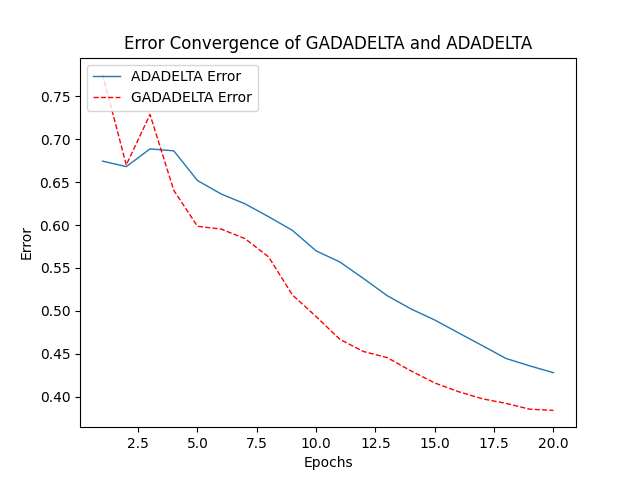 Error Convergence of GADADELTA and ADADELTA
ADADELTA Error
GADADELTA Error
0.75
0.70
0.65
0.60
0.55
0.50
0.45
0.40
Error
2.5 5.0 7.5 10.0 12.5 15.0 17.5 20.0
Epochs